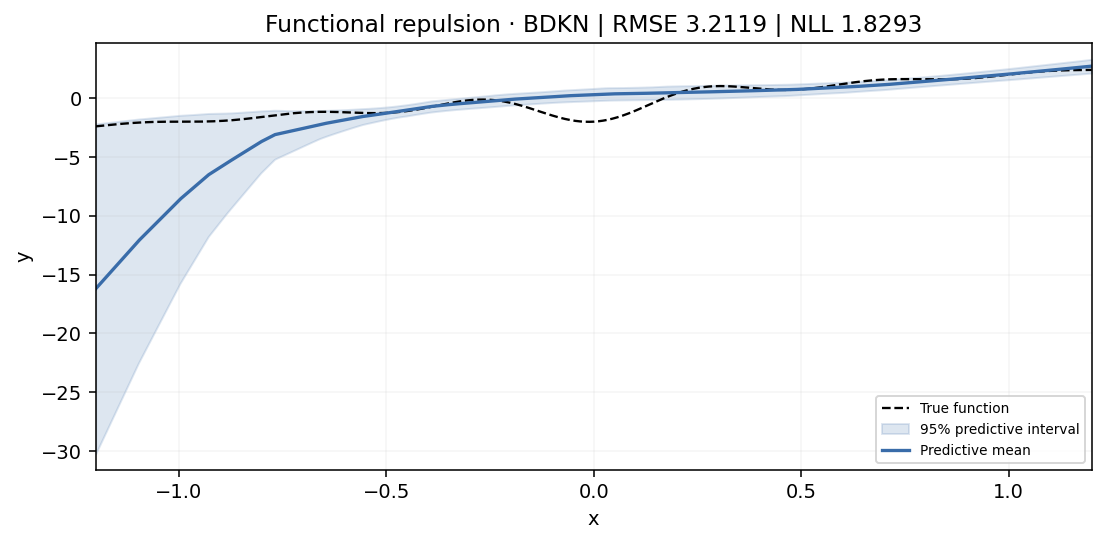 Functional repulsion · BDKN | RMSE 3.2119 | NLL 1.8293
y
0
−5
−10
−15
−20
−25
−30
True function
95% predictive interval
Predictive mean
−1.0 −0.5 0.0 0.5 1.0
x